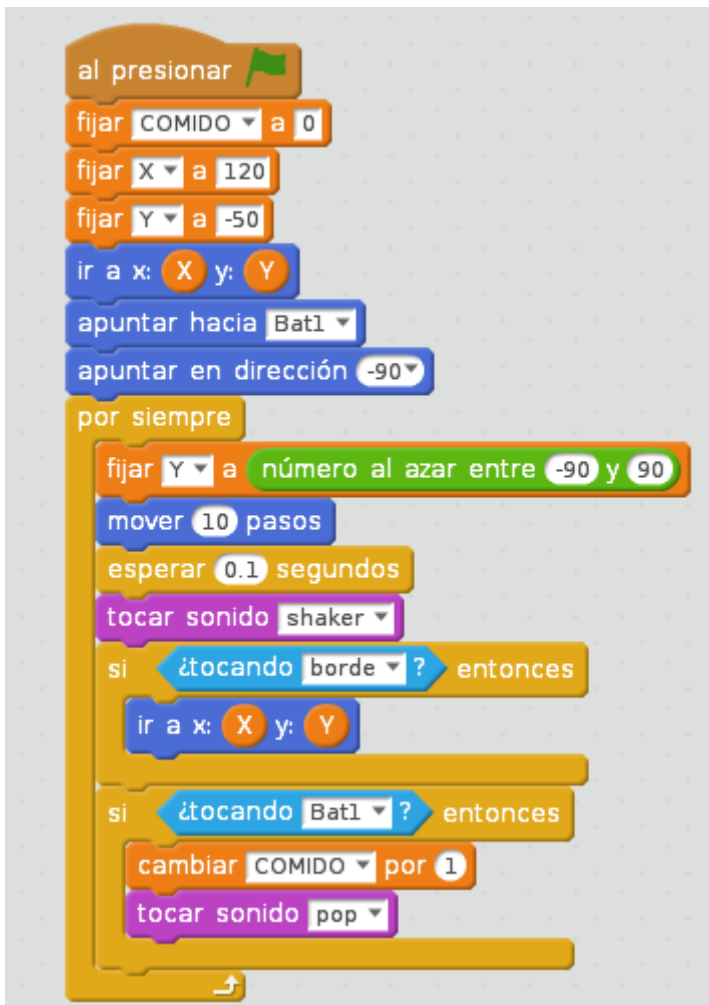 al presionar
fijar COMIDO a 0
fijar X a 120
fijar Y a -50
ir a x: X y: Y
apuntar hacia Bat1
apuntar en dirección -90
por siempre
fijar Y a número al azar entre -90 y 90
mover 10 pasos
esperar 0.1 segundos
tocar sonido shaker
si ¿tocando borde ? entonces
ir a x: X y: Y
si ¿tocando Bat1 ? entonces
cambiar COMIDO por 1
tocar sonido pop